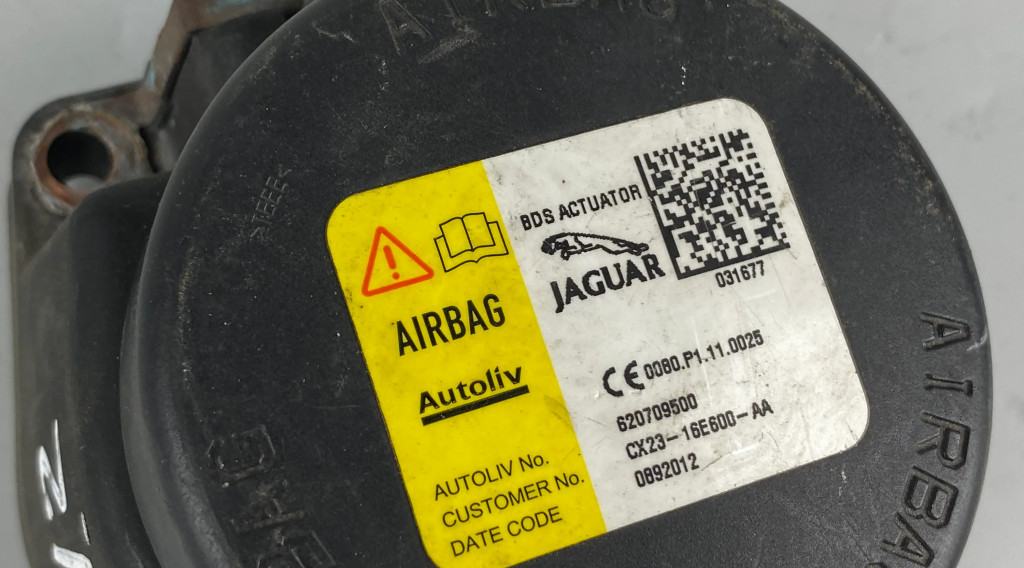 AIRBAG
BDS ACTUATOR
JAGUAR
031677
AIRBAG
Autoliv
CE 0080.P1.11.0025
AUTOLIV No. 620709500
CUSTOMER No. CX23-16E600-AA
DATE CODE 0892012
AIRBA